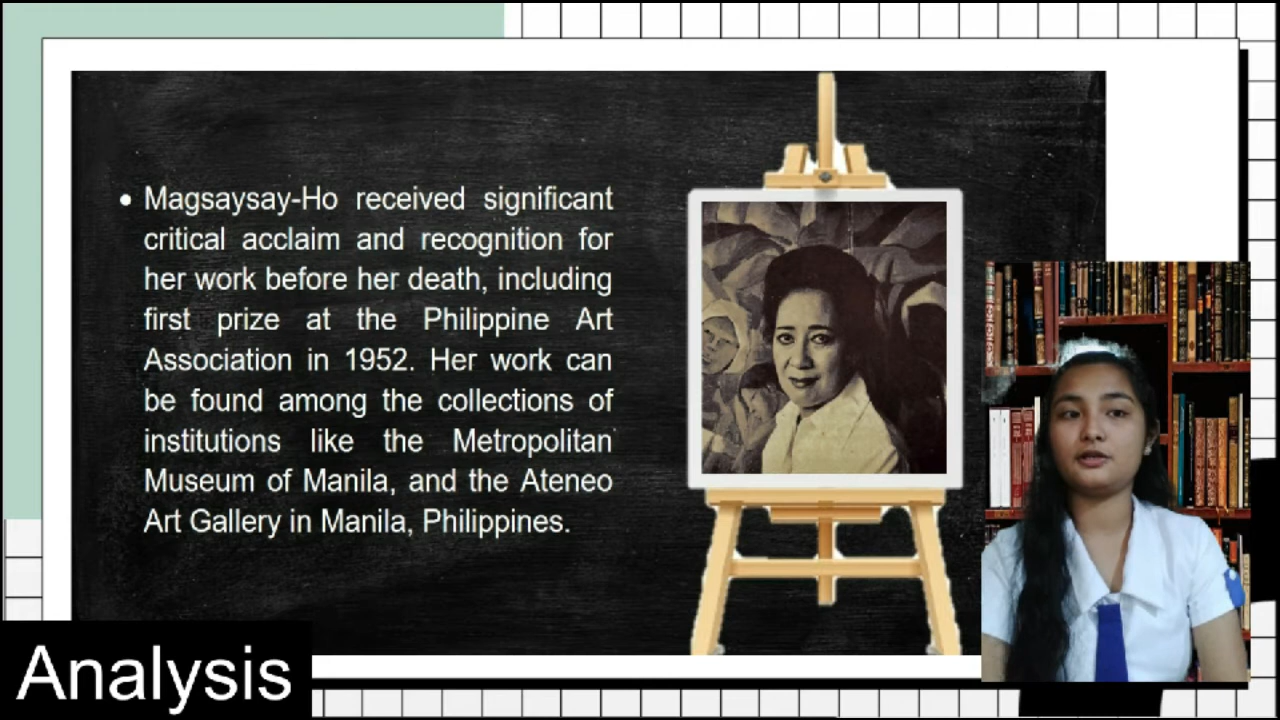 Magsaysay-Ho received significant
critical acclaim and recognition for
her work before her death, including
first prize at the Philippine Art
Association in 1952. Her work can
be found among the collections of
institutions like the Metropolitan
Museum of Manila, and the Ateneo
Art Gallery in Manila, Philippines.
Analysis